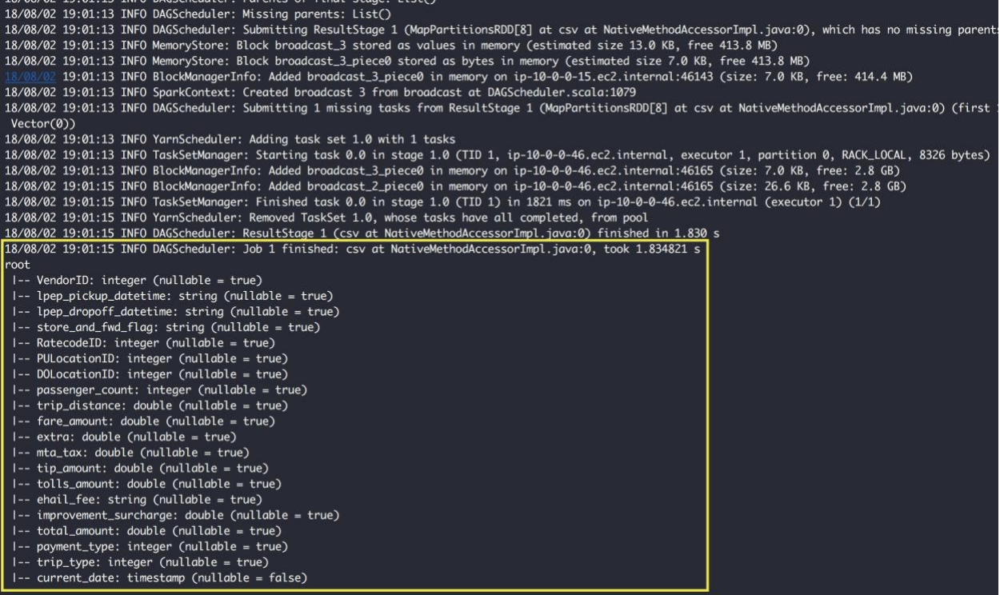 18/08/02 19:01:13 INFO DAGScheduler: Parents of final stage: List()
18/08/02 19:01:13 INFO DAGScheduler: Missing parents: List()
18/08/02 19:01:13 INFO DAGScheduler: Submitting ResultStage 1 (MapPartitionsRDD[8] at csv at NativeMethodAccessorImpl.java:0), which has no missing parents
18/08/02 19:01:13 INFO MemoryStore: Block broadcast_3 stored as values in memory (estimated size 13.0 KB, free 413.8 MB)
18/08/02 19:01:13 INFO MemoryStore: Block broadcast_3_piece0 stored as bytes in memory (estimated size 7.0 KB, free 413.8 MB)
18/08/02 19:01:13 INFO BlockManagerInfo: Added broadcast_3_piece0 in memory on ip-10-0-0-15.ec2.internal:46143 (size: 7.0 KB, free: 414.4 MB)
18/08/02 19:01:13 INFO SparkContext: Created broadcast 3 from broadcast at DAGScheduler.scala:1079
18/08/02 19:01:13 INFO DAGScheduler: Submitting 1 missing tasks from ResultStage 1 (MapPartitionsRDD[8] at csv at NativeMethodAccessorImpl.java:0) (first
Vector(0))
18/08/02 19:01:13 INFO YarnScheduler: Adding task set 1.0 with 1 tasks
18/08/02 19:01:13 INFO TaskSetManager: Starting task 0.0 in stage 1.0 (TID 1, ip-10-0-0-46.ec2.internal, executor 1, partition 0, RACK_LOCAL, 8326 bytes)
18/08/02 19:01:13 INFO BlockManagerInfo: Added broadcast_3_piece0 in memory on ip-10-0-0-46.ec2.internal:46165 (size: 7.0 KB, free: 2.8 GB)
18/08/02 19:01:15 INFO BlockManagerInfo: Added broadcast_2_piece0 in memory on ip-10-0-0-46.ec2.internal:46165 (size: 26.6 KB, free: 2.8 GB)
18/08/02 19:01:15 INFO TaskSetManager: Finished task 0.0 in stage 1.0 (TID 1) in 1821 ms on ip-10-0-0-46.ec2.internal (executor 1) (1/1)
18/08/02 19:01:15 INFO YarnScheduler: Removed TaskSet 1.0, whose tasks have all completed, from pool
18/08/02 19:01:15 INFO DAGScheduler: ResultStage 1 (csv at NativeMethodAccessorImpl.java:0) finished in 1.830 s
18/08/02 19:01:15 INFO DAGScheduler: Job 1 finished: csv at NativeMethodAccessorImpl.java:0, took 1.834821 s
root
|-- VendorID: integer (nullable = true)
|-- lpep_pickup_datetime: string (nullable = true)
|-- lpep_dropoff_datetime: string (nullable = true)
|-- store_and_fwd_flag: string (nullable = true)
|-- RatecodeID: integer (nullable = true)
|-- PULocationID: integer (nullable = true)
|-- DOLocationID: integer (nullable = true)
|-- passenger_count: integer (nullable = true)
|-- trip_distance: double (nullable = true)
|-- fare_amount: double (nullable = true)
|-- extra: double (nullable = true)
|-- mta_tax: double (nullable = true)
|-- tip_amount: double (nullable = true)
|-- tolls_amount: double (nullable = true)
|-- ehail_fee: string (nullable = true)
|-- improvement_surcharge: double (nullable = true)
|-- total_amount: double (nullable = true)
|-- payment_type: integer (nullable = true)
|-- trip_type: integer (nullable = true)
|-- current_date: timestamp (nullable = false)